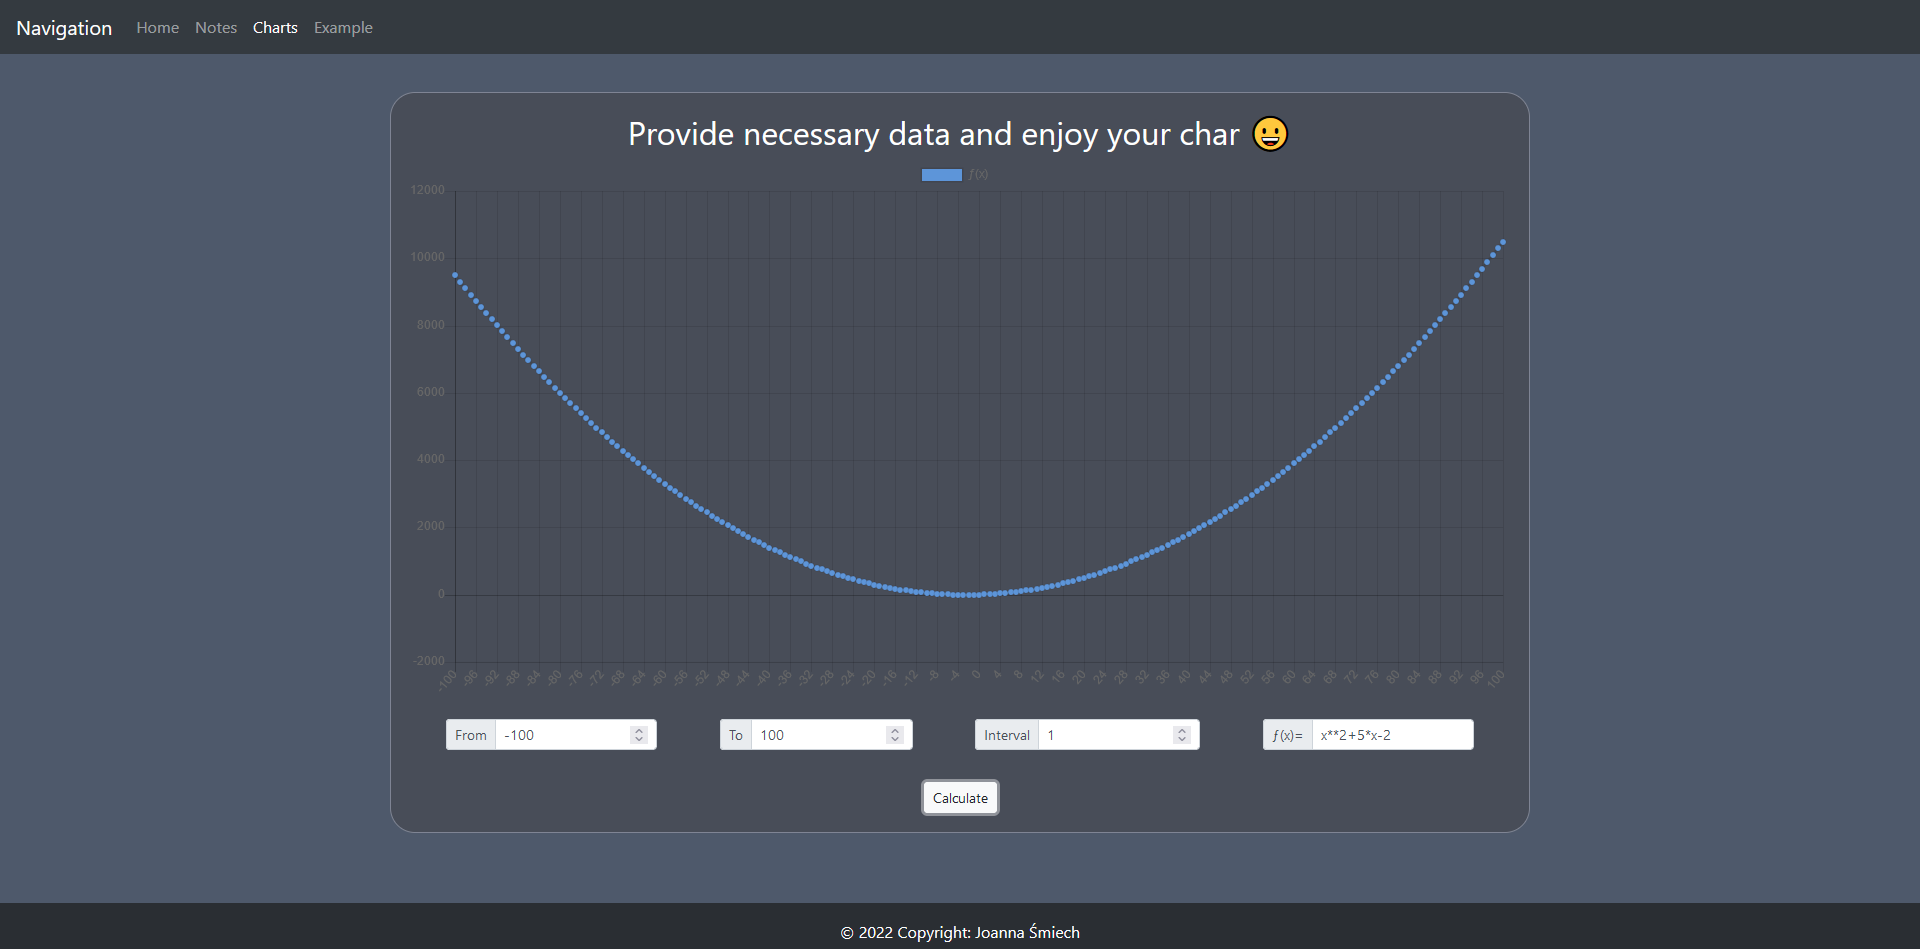 Navigation Home Notes Charts Example
Provide necessary data and enjoy your char 😀
ƒ(x)
12000
10000
8000
6000
4000
2000
0
-2000
-100 -96 -92 -88 -84 -80 -76 -72 -68 -64 -60 -56 -52 -48 -44 -40 -36 -32 -28 -24 -20 -16 -12 -8 -4 0 4 8 12 16 20 24 28 32 36 40 44 48 52 56 60 64 68 72 76 80 84 88 92 96 100
From -100 To 100 Interval 1 ƒ(x)= x**2+5*x-2
Calculate
© 2022 Copyright: Joanna Śmiech